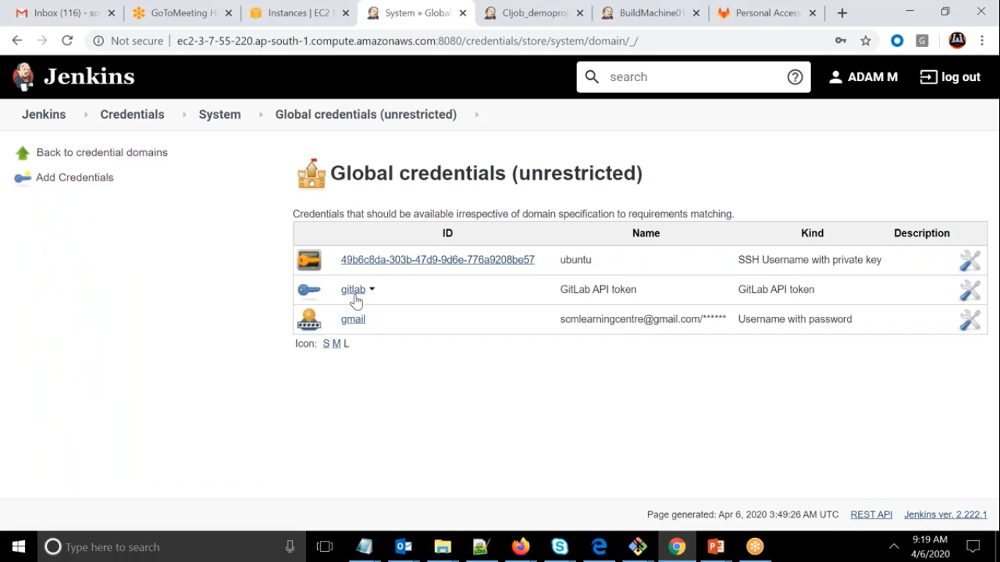 Inbox (116) - sc
GoToMeeting H
Instances | EC2 M
System » Global
CIjob_demoproj
BuildMachine01
Personal Access
Not secure | ec2-3-7-55-220.ap-south-1.compute.amazonaws.com:8080/credentials/store/system/domain/_/
G
Jenkins
search
ADAM M
log out
Jenkins Credentials System Global credentials (unrestricted)
Back to credential domains
Add Credentials
Global credentials (unrestricted)
Credentials that should be available irrespective of domain specification to requirements matching.
ID Name Kind Description
49b6c8da-303b-47d9-9d6e-776a9208be57 ubuntu SSH Username with private key
gitlab GitLab API token GitLab API token
gmail scmlearningcentre@gmail.com/****** Username with password
Icon: S M L
Page generated: Apr 6, 2020 3:49:26 AM UTC REST API Jenkins ver. 2.222.1
Type here to search
9:19 AM
4/6/2020